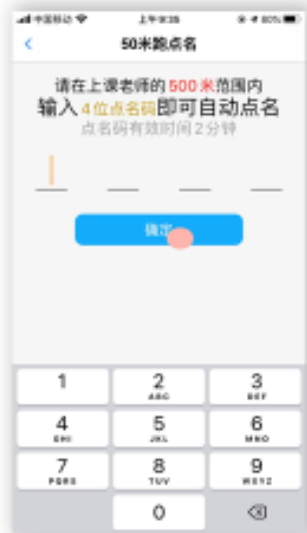 中国移动 上午9:35 80%
50米跑点名
请在上课老师的500米范围内
输入4位点名码即可自动点名
点名码有效时间2分钟
确定
1 2 3
ABC DEF
4 5 6
GHI JKL MNO
7 8 9
PQRS TUV WXYZ
0